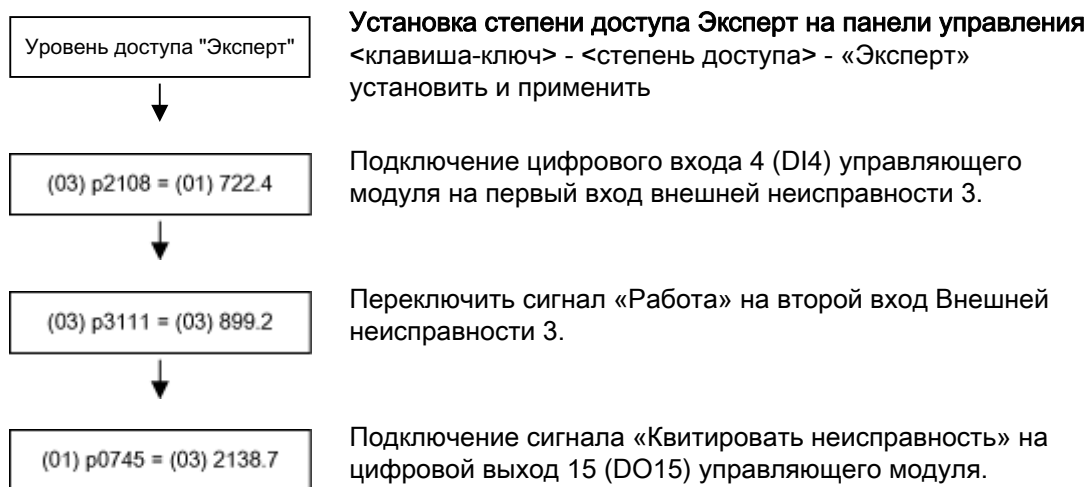 Уровень доступа "Эксперт"
Установка степени доступа Эксперт на панели управления
<клавиша-ключ> - <степень доступа> - «Эксперт»
установить и применить
(03) p2108 = (01) 722.4
Подключение цифрового входа 4 (DI4) управляющего
модуля на первый вход внешней неисправности 3.
(03) p3111 = (03) 899.2
Переключить сигнал «Работа» на второй вход Внешней
неисправности 3.
(01) p0745 = (03) 2138.7
Подключение сигнала «Квитировать неисправность» на
цифровой выход 15 (DO15) управляющего модуля.